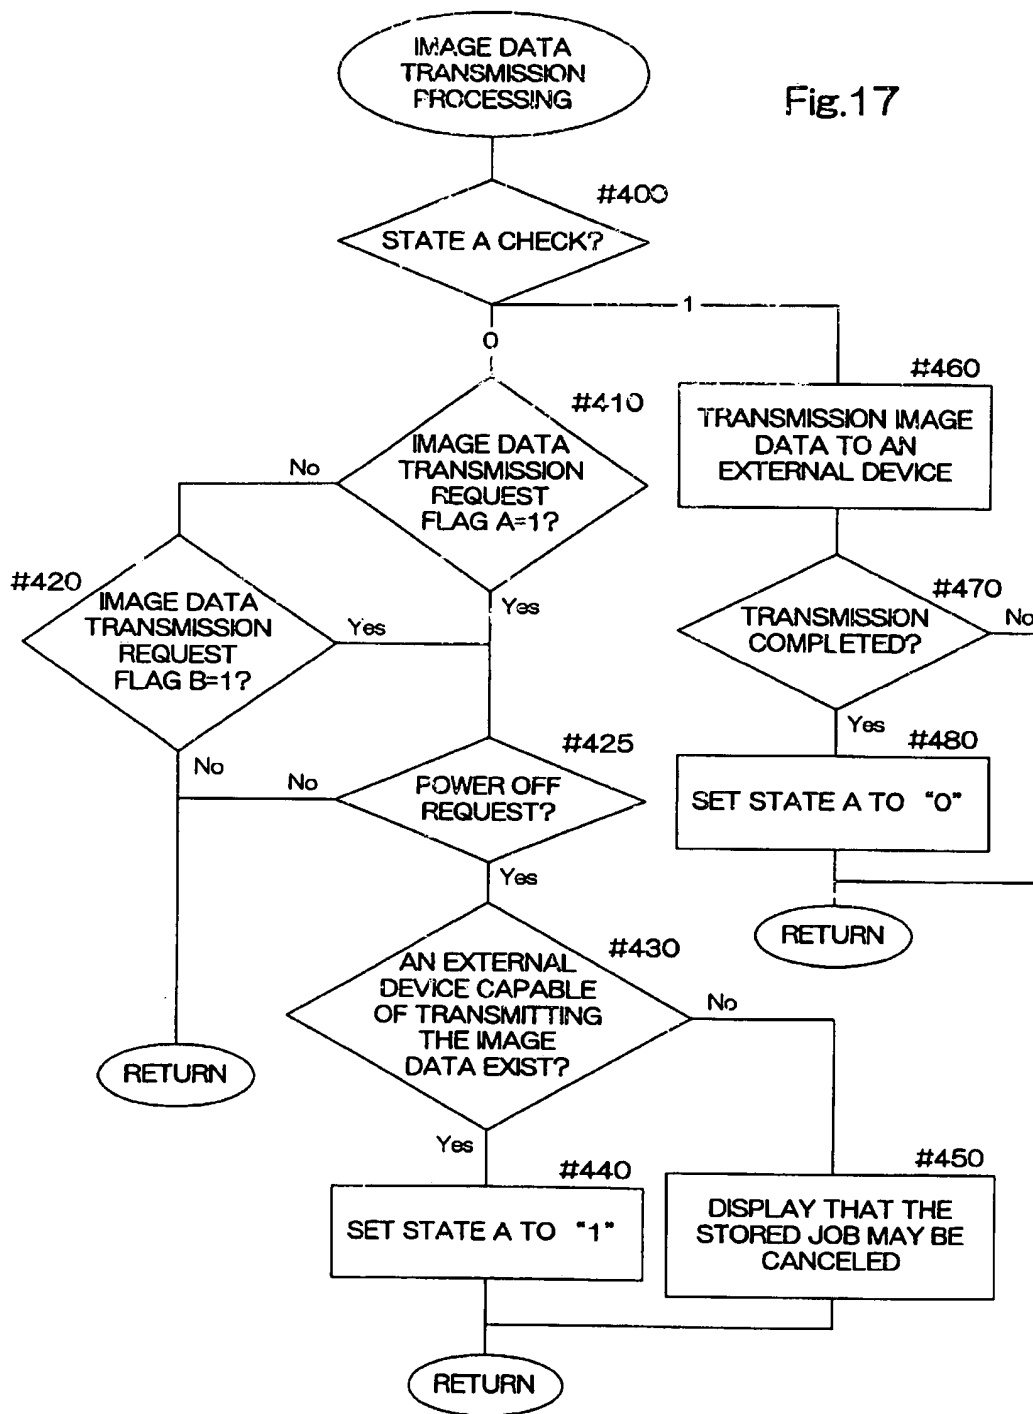 IMAGE DATA
TRANSMISSION
PROCESSING
Fig.17
#400
STATE A CHECK?
0
1
#410
IMAGE DATA
TRANSMISSION
REQUEST
FLAG A=1?
No
Yes
#460
TRANSMISSION IMAGE
DATA TO AN
EXTERNAL DEVICE
#420
IMAGE DATA
TRANSMISSION
REQUEST
FLAG B=1?
Yes
No
#470
TRANSMISSION
COMPLETED?
No
Yes
#425
POWER OFF
REQUEST?
No
Yes
#480
SET STATE A TO "0"
RETURN
#430
AN EXTERNAL
DEVICE CAPABLE
OF TRANSMITTING
THE IMAGE
DATA EXIST?
No
Yes
RETURN
#440
SET STATE A TO "1"
#450
DISPLAY THAT THE
STORED JOB MAY BE
CANCELED
RETURN